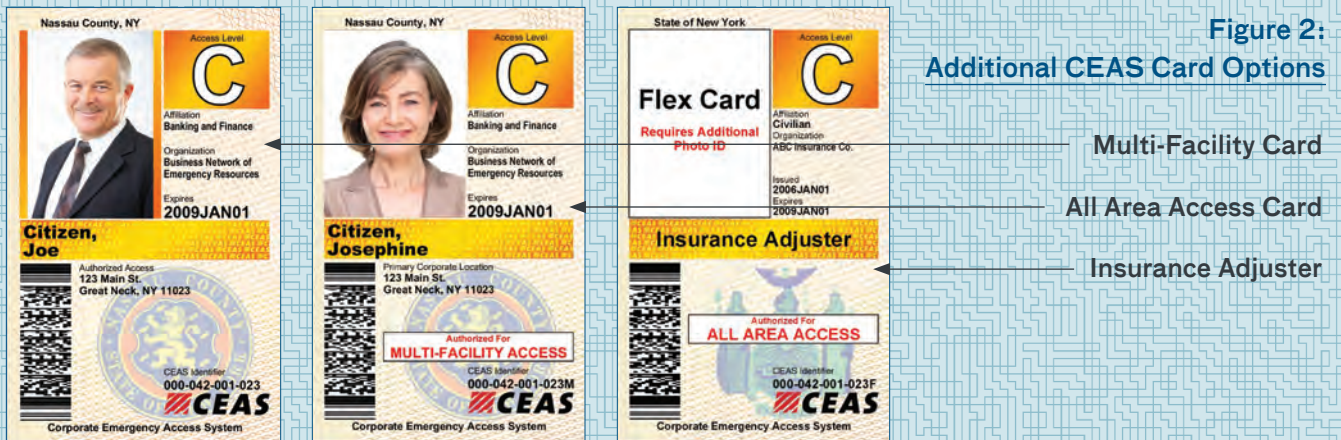 Nassau County, NY
Access Level
C
Affiliation
Banking and Finance
Organization
Business Network of
Emergency Resources
Expires
2009JAN01
Citizen,
Joe
Authorized Access
123 Main St.
Great Neck, NY 11023
CEAS Identifier
000-042-001-023
CEAS
Corporate Emergency Access System
Nassau County, NY
Access Level
C
Affiliation
Banking and Finance
Organization
Business Network of
Emergency Resources
Expires
2009JAN01
Citizen,
Josephine
Primary Corporate Location
123 Main St.
Great Neck, NY 11023
Authorized For
MULTI-FACILITY ACCESS
CEAS Identifier
000-042-001-023M
CEAS
Corporate Emergency Access System
State of New York
Flex Card
Requires Additional
Photo ID
Access Level
C
Affiliation
Civilian
Organization
ABC Insurance Co.
Issued
2006JAN01
Expires
2009JAN01
Insurance Adjuster
Authorized For
ALL AREA ACCESS
CEAS Identifier
000-042-001-023F
CEAS
Corporate Emergency Access System
Figure 2:
Additional CEAS Card Options
Multi-Facility Card
All Area Access Card
Insurance Adjuster